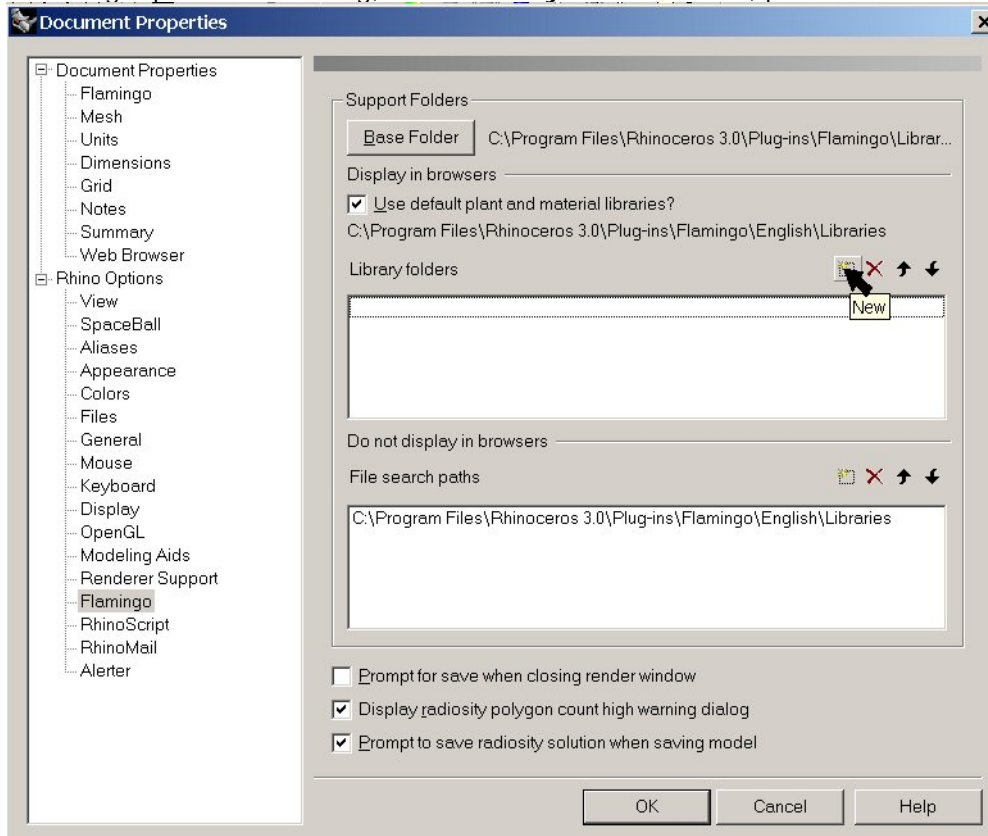 Document Properties
Document Properties
Flamingo
Mesh
Units
Dimensions
Grid
Notes
Summary
Web Browser
Rhino Options
View
SpaceBall
Aliases
Appearance
Colors
Files
General
Mouse
Keyboard
Display
OpenGL
Modeling Aids
Renderer Support
Flamingo
RhinoScript
RhinoMail
Alerter
Support Folders
Base Folder C:\Program Files\Rhinoceros 3.0\Plug-ins\Flamingo\Librar...
Display in browsers
Use default plant and material libraries?
C:\Program Files\Rhinoceros 3.0\Plug-ins\Flamingo\English\Libraries
Library folders
New
Do not display in browsers
File search paths
C:\Program Files\Rhinoceros 3.0\Plug-ins\Flamingo\English\Libraries
Prompt for save when closing render window
Display radiosity polygon count high warning dialog
Prompt to save radiosity solution when saving model
OK Cancel Help